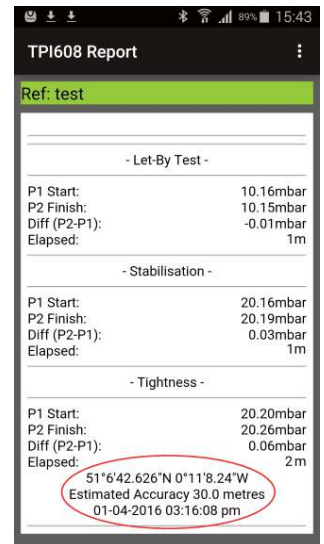 89% 15:43
TPI608 Report
Ref: test
- Let-By Test -
P1 Start: 10.16mbar
P2 Finish: 10.15mbar
Diff (P2-P1): -0.01mbar
Elapsed: 1m
- Stabilisation -
P1 Start: 20.16mbar
P2 Finish: 20.19mbar
Diff (P2-P1): 0.03mbar
Elapsed: 1m
- Tightness -
P1 Start: 20.20mbar
P2 Finish: 20.26mbar
Diff (P2-P1): 0.06mbar
Elapsed: 2m
51°6'42.626"N 0°11'8.24"W
Estimated Accuracy 30.0 metres
01-04-2016 03:16:08 pm